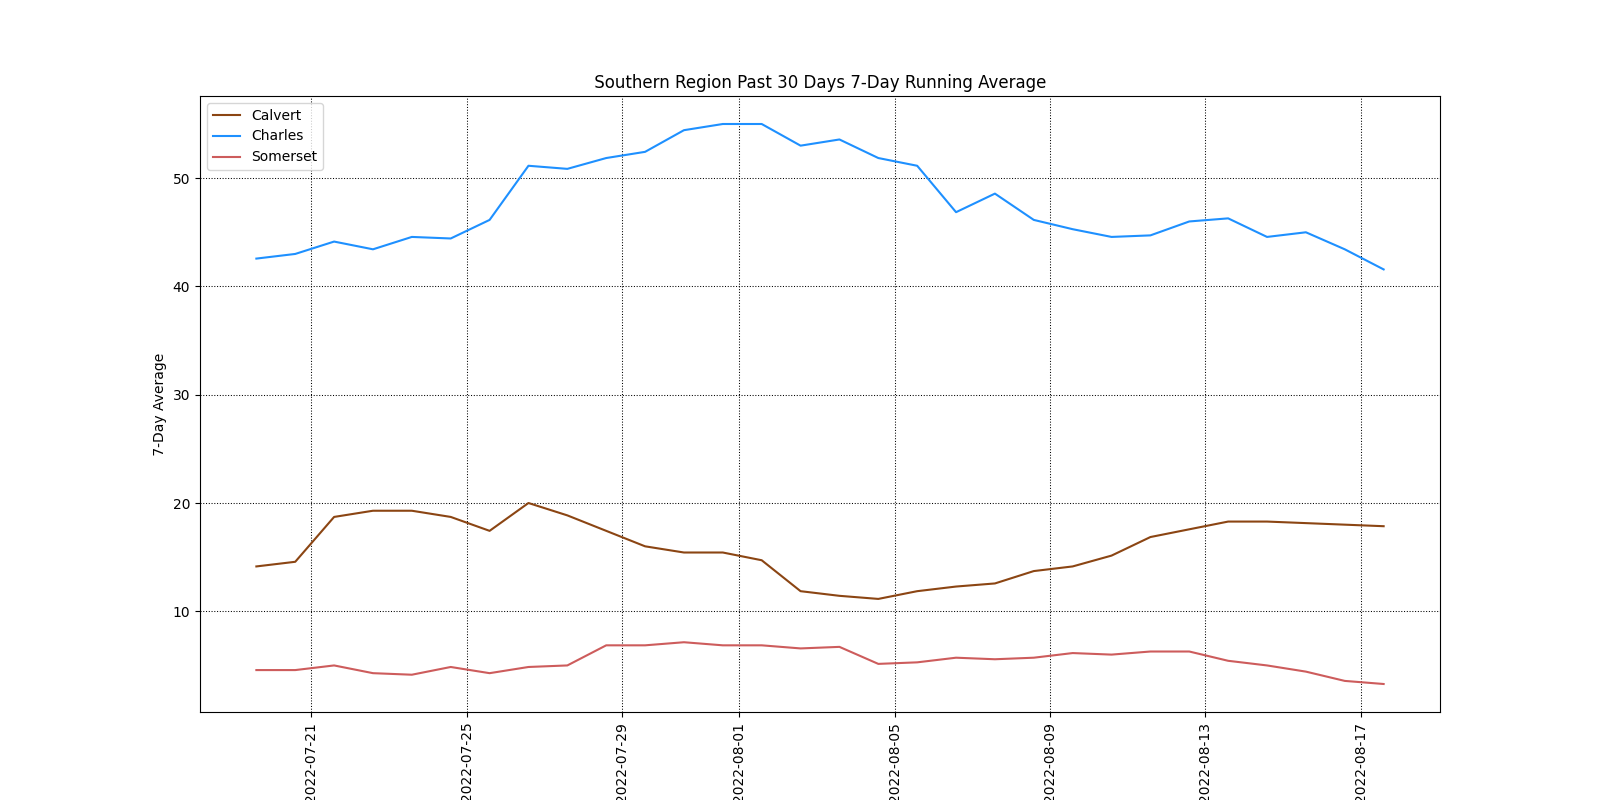 Southern Region Past 30 Days 7-Day Running Average
Calvert
Charles
Somerset
7-Day Average
50
40
30
20
10
2022-07-21
2022-07-25
2022-07-29
2022-08-01
2022-08-05
2022-08-09
2022-08-13
2022-08-17